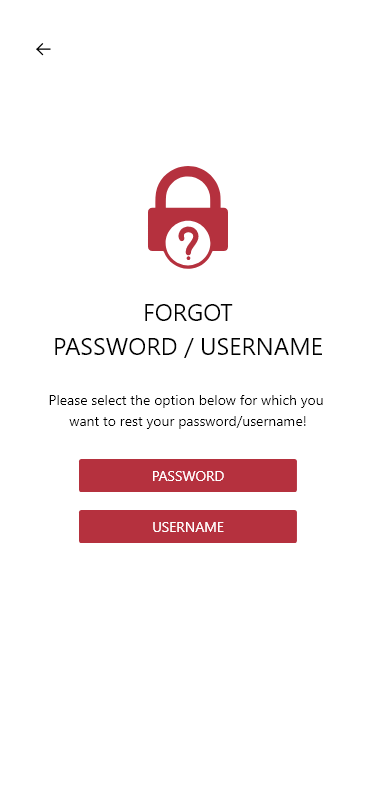 FORGOT
PASSWORD / USERNAME
Please select the option below for which you
want to rest your password/username!
PASSWORD
USERNAME